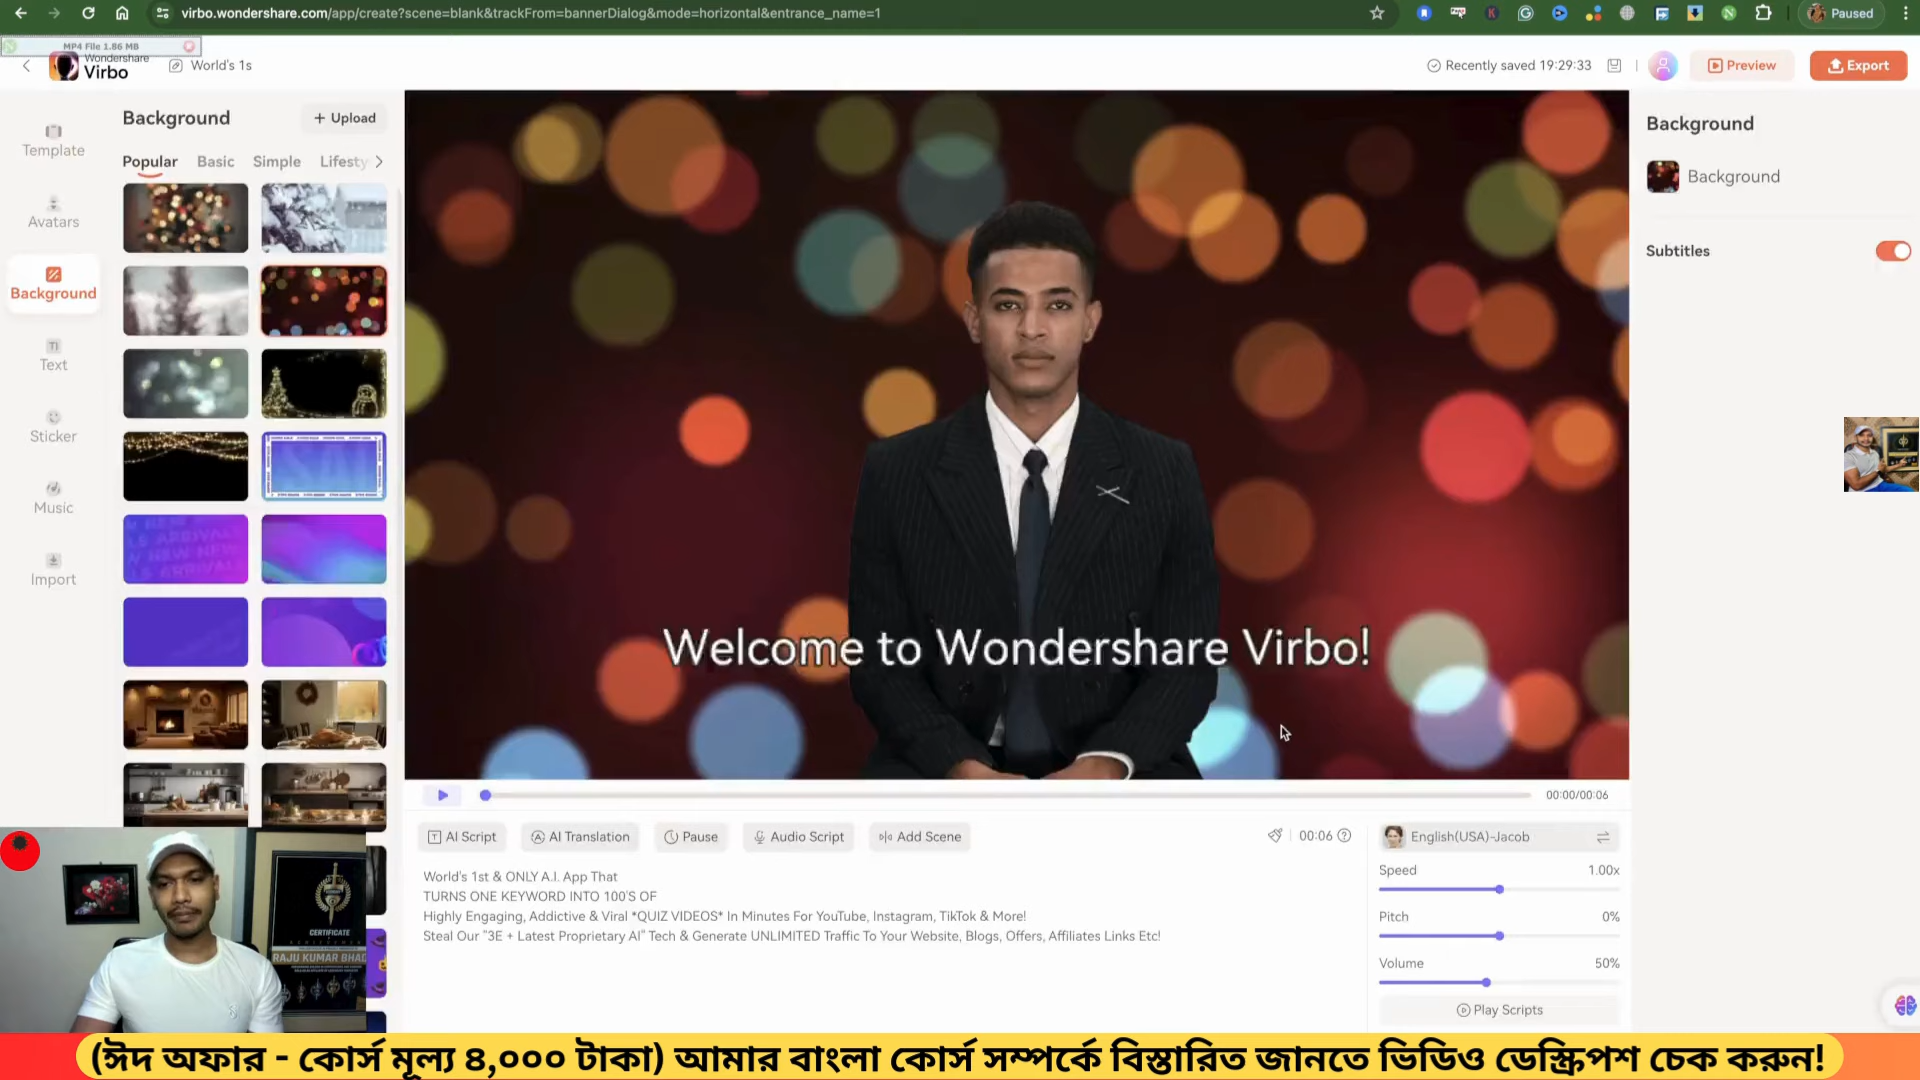 virbo.wondershare.com/app/create?scene=blank&trackFrom=bannerDialog&mode=horizontal&entrance_name=1
Paused
MP4 File 1.86 MB
Wondershare
Virbo
World's 1s
Recently saved 19:29:33
Preview
Export
Template
Avatars
Background
Text
Sticker
Music
Import
Background
+ Upload
Popular
Basic
Simple
Lifesty
Welcome to Wondershare Virbo!
00:00/00:06
AI Script
AI Translation
Pause
Audio Script
Add Scene
00:06
World's 1st & ONLY A.I. App That
TURNS ONE KEYWORD INTO 100'S OF
Highly Engaging, Addictive & Viral *QUIZ VIDEOS* In Minutes For YouTube, Instagram, TikTok & More!
Steal Our "3E + Latest Proprietary AI" Tech & Generate UNLIMITED Traffic To Your Website, Blogs, Offers, Affiliates Links Etc!
Background
Background
Subtitles
English(USA)-Jacob
Speed
1.00x
Pitch
0%
Volume
50%
Play Scripts
CERTIFICATE
RAJU KUMAR BHAD
(ঈদ অফার - কোর্স মূল্য ৪,০০০ টাকা) আমার বাংলা কোর্স সম্পর্কে বিস্তারিত জানতে ভিডিও ডেস্ক্রিপশ চেক করুন!